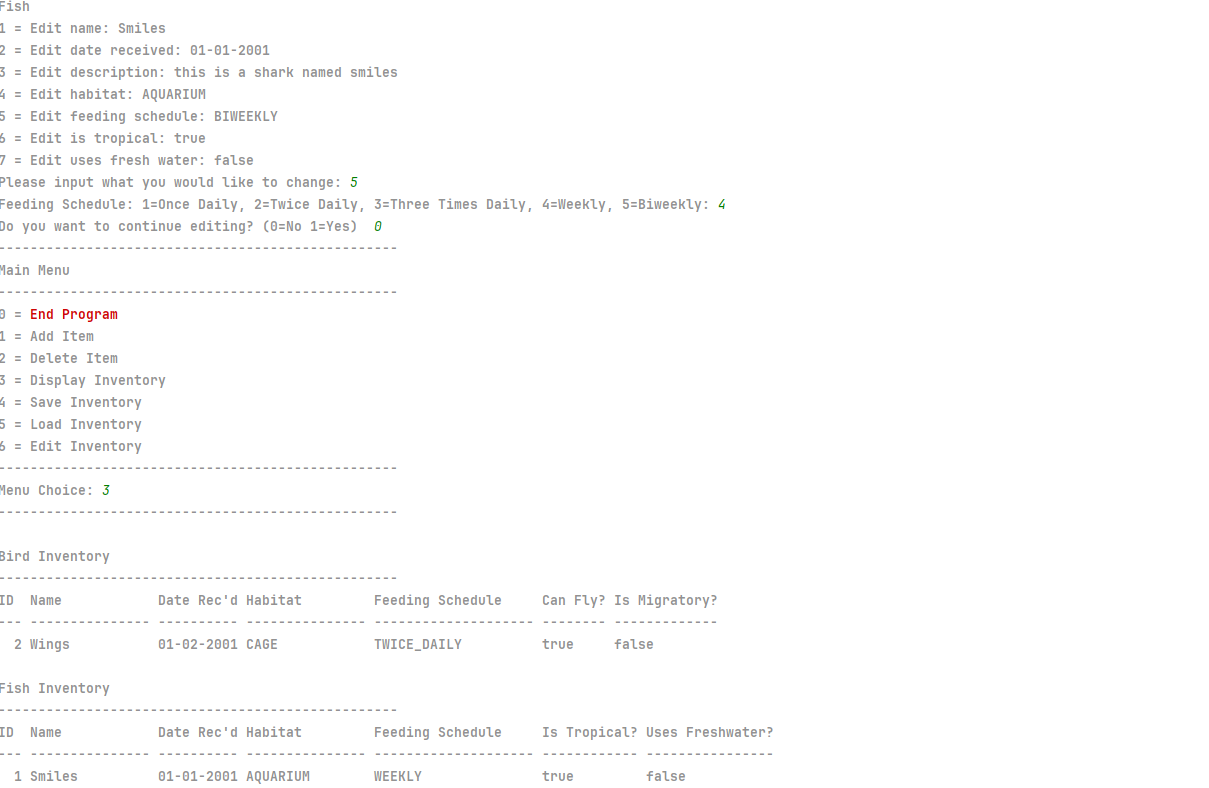 Fish
1 = Edit name: Smiles
2 = Edit date received: 01-01-2001
3 = Edit description: this is a shark named smiles
4 = Edit habitat: AQUARIUM
5 = Edit feeding schedule: BIWEEKLY
6 = Edit is tropical: true
7 = Edit uses fresh water: false
Please input what you would like to change: 5
Feeding Schedule: 1=Once Daily, 2=Twice Daily, 3=Three Times Daily, 4=Weekly, 5=Biweekly: 4
Do you want to continue editing? (0=No 1=Yes)  0
--------------------------------------------------
Main Menu
--------------------------------------------------
0 = End Program
1 = Add Item
2 = Delete Item
3 = Display Inventory
4 = Save Inventory
5 = Load Inventory
6 = Edit Inventory
--------------------------------------------------
Menu Choice: 3
--------------------------------------------------

Bird Inventory
--------------------------------------------------
ID  Name            Date Rec'd Habitat         Feeding Schedule     Can Fly? Is Migratory?
--- --------------- ---------- --------------- -------------------- -------- -------------
  2 Wings           01-02-2001 CAGE            TWICE_DAILY          true     false

Fish Inventory
--------------------------------------------------
ID  Name            Date Rec'd Habitat         Feeding Schedule     Is Tropical? Uses Freshwater?
--- --------------- ---------- --------------- -------------------- ------------ ----------------
  1 Smiles          01-01-2001 AQUARIUM        WEEKLY               true         false